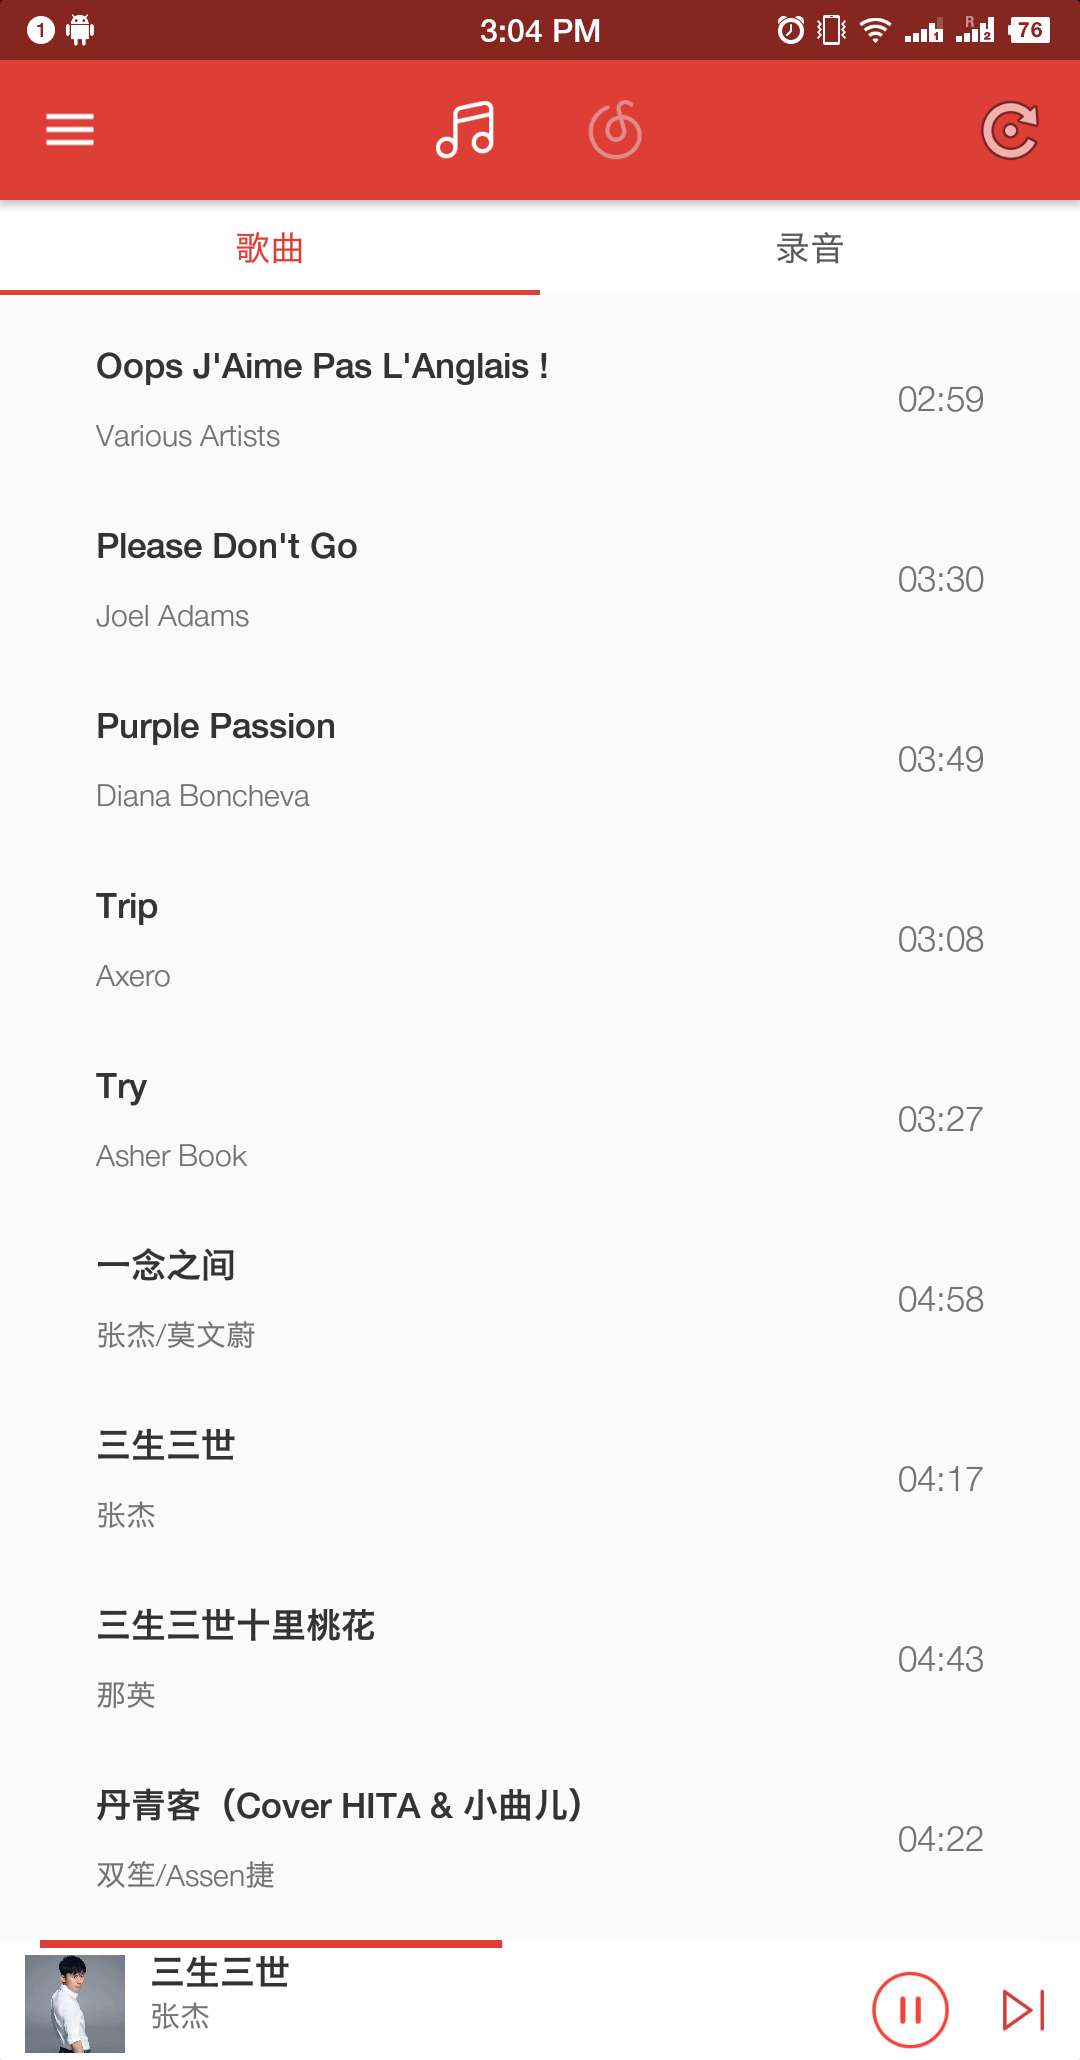 1
3:04 PM
1
R
2
76
歌曲
录音
Oops J'Aime Pas L'Anglais !
Various Artists
02:59
Please Don't Go
Joel Adams
03:30
Purple Passion
Diana Boncheva
03:49
Trip
Axero
03:08
Try
Asher Book
03:27
一念之间
张杰/莫文蔚
04:58
三生三世
张杰
04:17
三生三世十里桃花
那英
04:43
丹青客（Cover HITA & 小曲儿）
双笙/Assen捷
04:22
三生三世
张杰